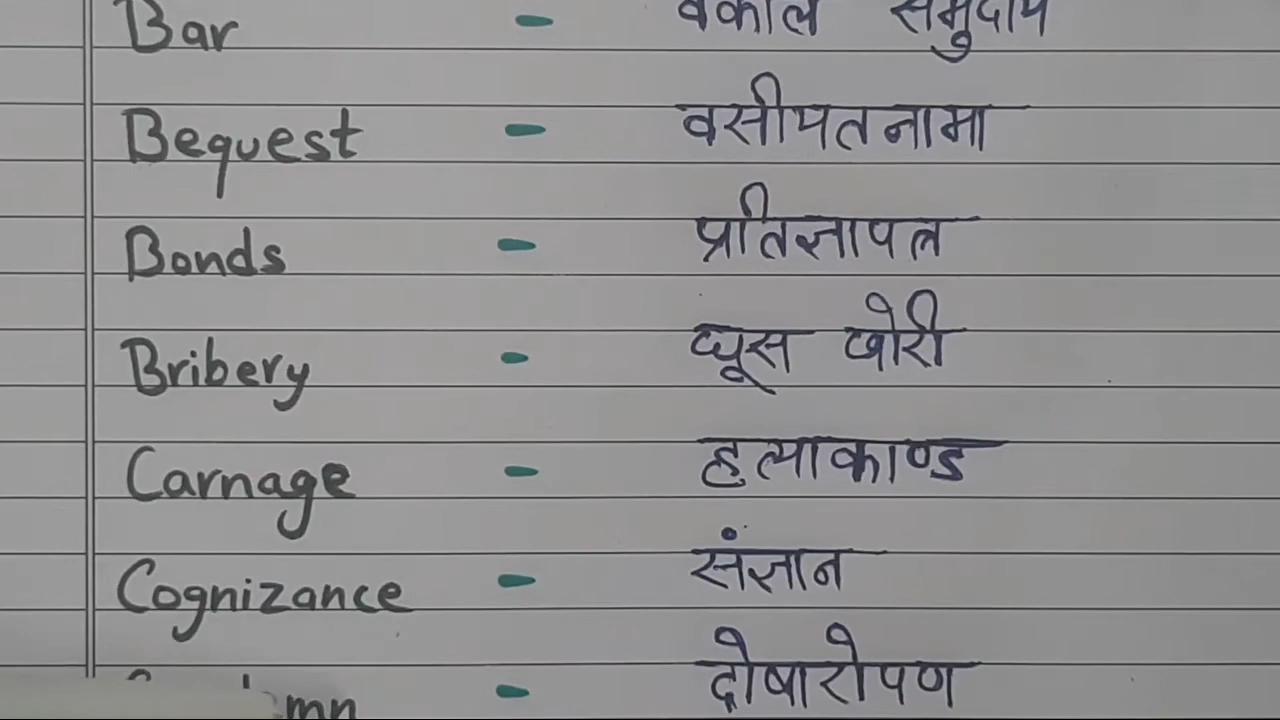 Bar - वकील समुदाय
Bequest - वसीयतनामा
Bonds - प्रतिज्ञापत्र
Bribery - घूस खोरी
Carnage - हत्याकाण्ड
Cognizance - संज्ञान
- दोषारोपण